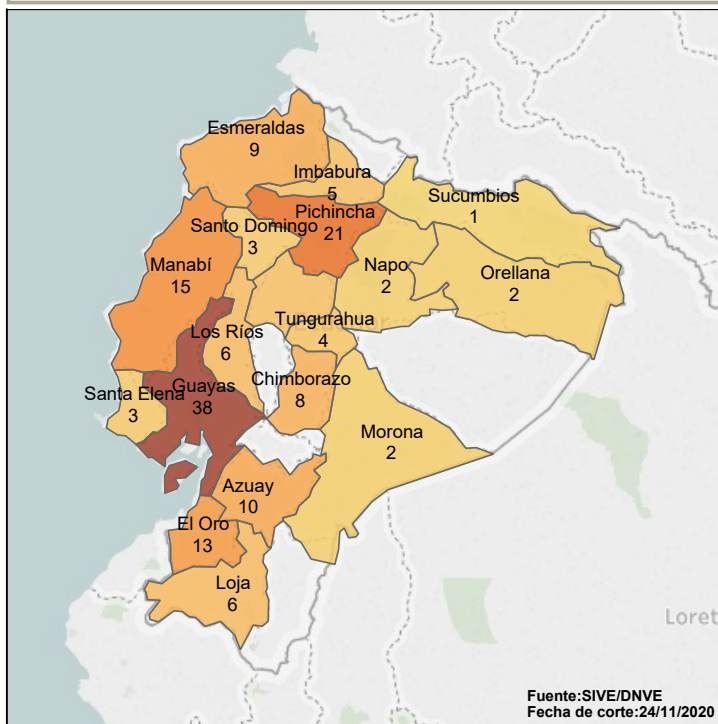 Esmeraldas
9
Imbabura
5
Sucumbios
1
Pichincha
21
Santo Domingo
3
Manabí
15
Napo
2
Orellana
2
Tungurahua
4
Los Ríos
6
Guayas
38
Santa Elena
3
Chimborazo
8
Morona
2
Azuay
10
El Oro
13
Loja
6
Loret
Fuente:SIVE/DNVE
Fecha de corte:24/11/2020